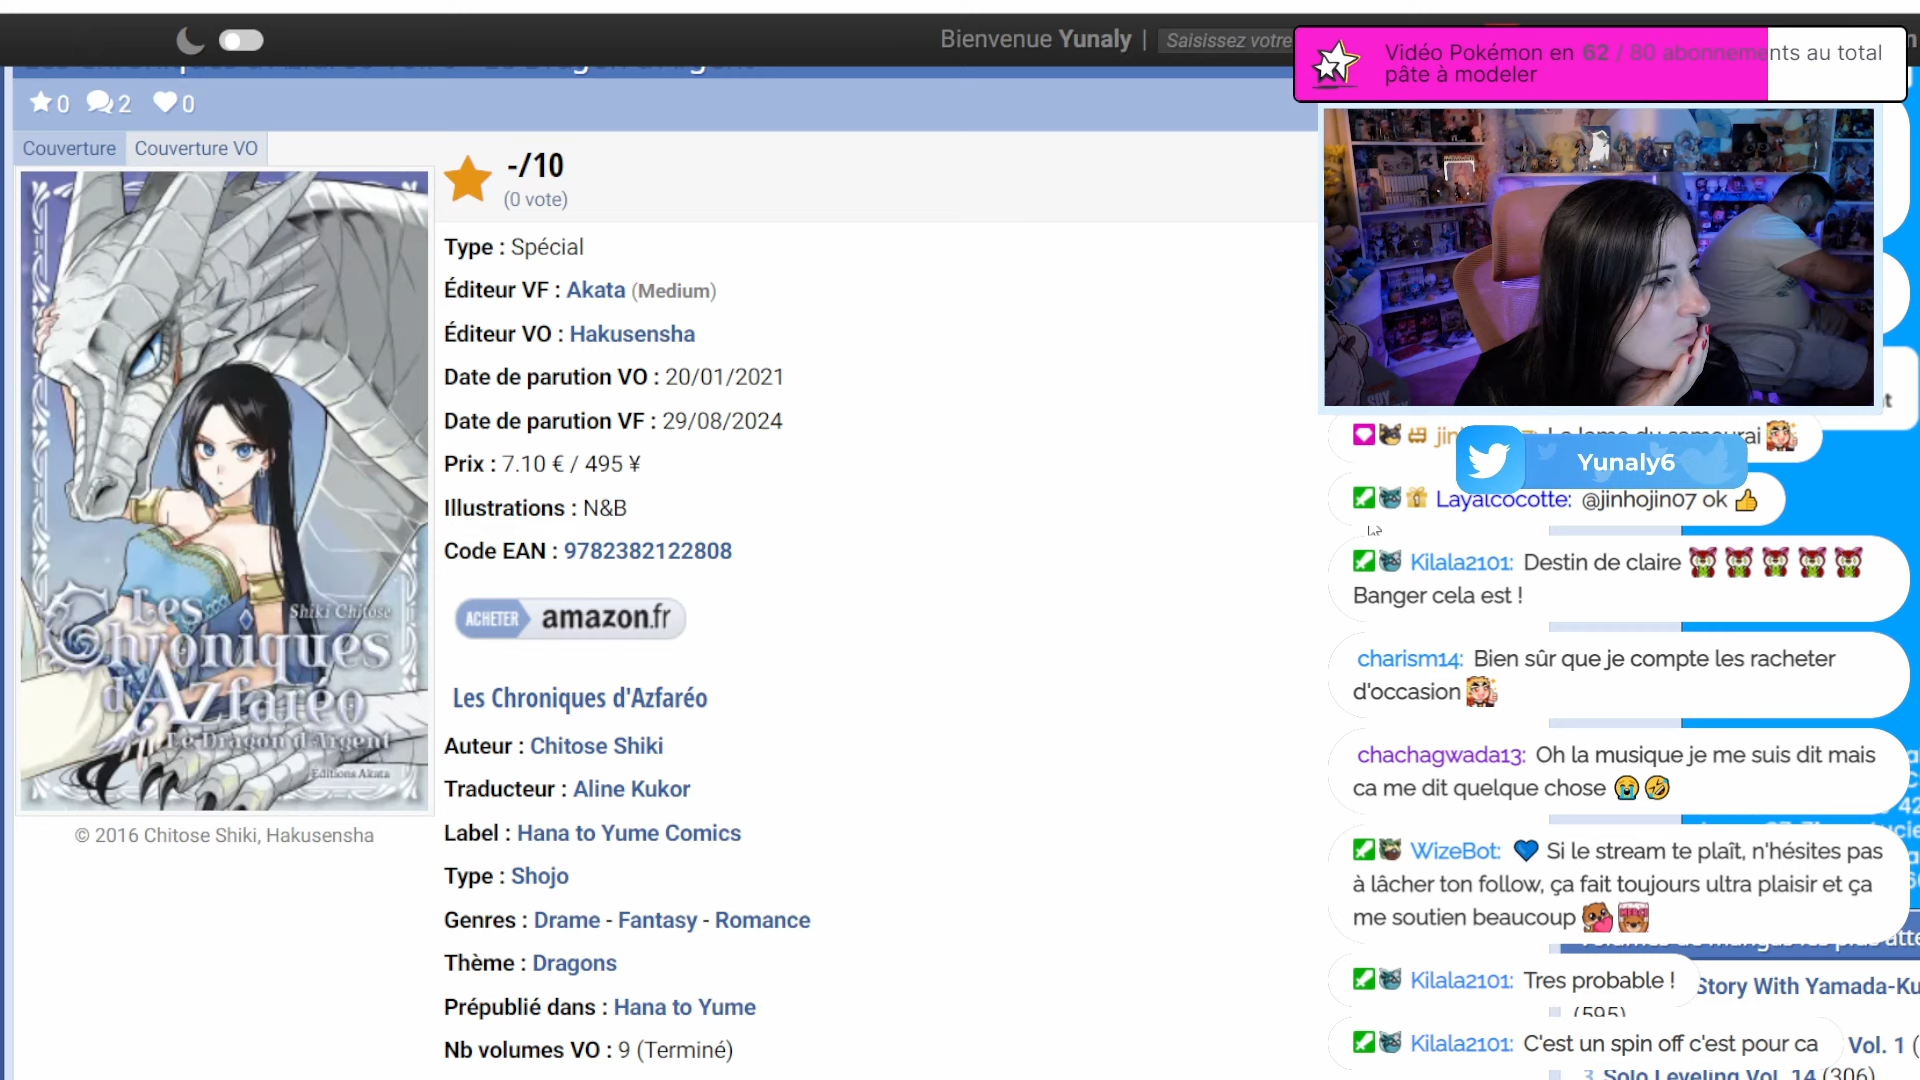 Bienvenue Yunaly | Saisissez votre
Vidéo Pokémon en 62 / 80 abonnements au total
pâte à modeler
0 2 0
Couverture Couverture VO
-/10
(0 vote)
Type : Spécial
Éditeur VF : Akata (Medium)
Éditeur VO : Hakusensha
Date de parution VO : 20/01/2021
Date de parution VF : 29/08/2024
Prix : 7.10 € / 495 ¥
Illustrations : N&B
Code EAN : 9782382122808
ACHETER amazon.fr
Les Chroniques d'Azfaréo
Auteur : Chitose Shiki
Traducteur : Aline Kukor
Label : Hana to Yume Comics
Type : Shojo
Genres : Drame - Fantasy - Romance
Thème : Dragons
Prépublié dans : Hana to Yume
Nb volumes VO : 9 (Terminé)
Shiki Chitose
Les
Chroniques
d'Azfaréo
Le Dragon d'Argent
Editions Akata
© 2016 Chitose Shiki, Hakusensha
Yunaly6
Layalcocotte: @jinhojin07 ok
Kilala2101: Destin de claire
Banger cela est !
charism14: Bien sûr que je compte les racheter
d'occasion
chachagwada13: Oh la musique je me suis dit mais
ca me dit quelque chose
WizeBot: Si le stream te plaît, n'hésites pas
à lâcher ton follow, ça fait toujours ultra plaisir et ça
me soutien beaucoup
MERCI
Kilala2101: Tres probable !
Story With Yamada-Ku
(595)
Kilala2101: C'est un spin off c'est pour ca
Vol. 1 (
3 Solo Leveling Vol. 14 (306)